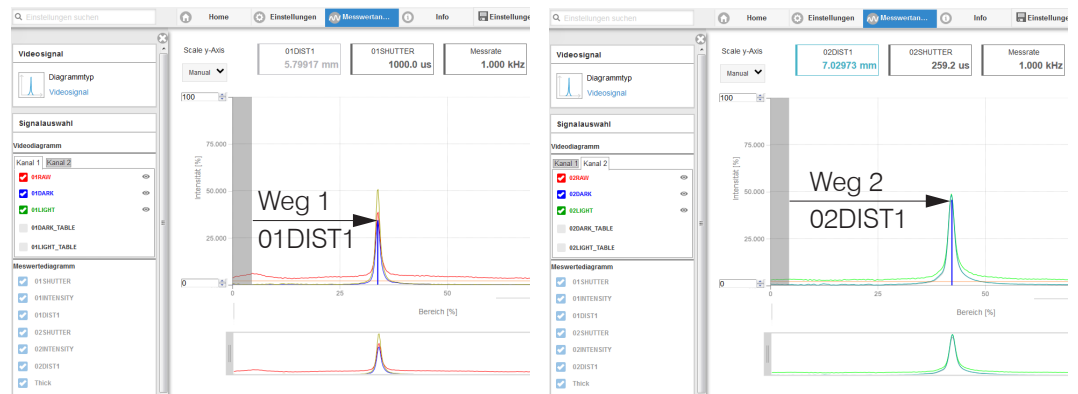 Einstellungen suchen
Home
Einstellungen
Messwertan...
Info
Einstellunge
Videosignal
Diagrammtyp
Videosignal
Signalauswahl
Videodiagramm
Kanal 1 Kanal 2
01RAW
01DARK
01LIGHT
01DARK_TABLE
01LIGHT_TABLE
Meswertediagramm
01SHUTTER
01INTENSITY
01DIST1
02SHUTTER
02INTENSITY
02DIST1
Thick
Scale y-Axis
Manual
01DIST1
5.79917 mm
01SHUTTER
1000.0 us
Messrate
1.000 kHz
100
75.000
50.000
25.000
0
Intensität [%]
Weg 1
01DIST1
0 25 50
Bereich [%]
Einstellungen suchen
Home
Einstellungen
Messwertan...
Info
Einstellunge
Videosignal
Diagrammtyp
Videosignal
Signalauswahl
Videodiagramm
Kanal 1 Kanal 2
02RAW
02DARK
02LIGHT
02DARK_TABLE
02LIGHT_TABLE
Meswertediagramm
01SHUTTER
01INTENSITY
01DIST1
02SHUTTER
02INTENSITY
02DIST1
Thick
Scale y-Axis
Manual
02DIST1
7.02973 mm
02SHUTTER
259.2 us
Messrate
1.000 kHz
100
75.000
50.000
25.000
0
Intensität [%]
Weg 2
02DIST1
0 25 50
Bereich [%]